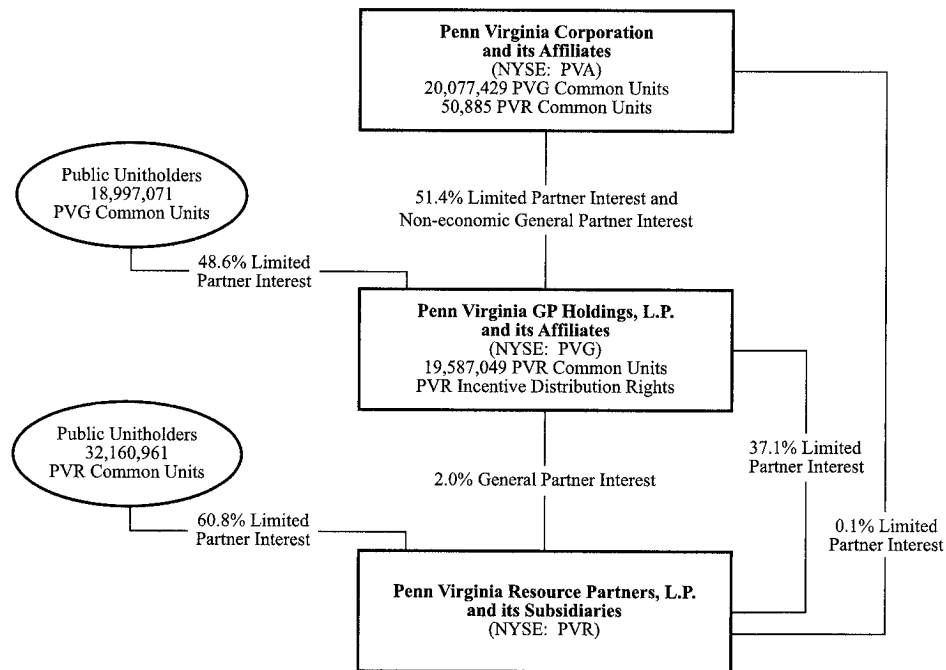 Penn Virginia Corporation
and its Affiliates
(NYSE: PVA)
20,077,429 PVG Common Units
50,885 PVR Common Units
Public Unitholders
18,997,071
PVG Common Units
51.4% Limited Partner Interest and
Non-economic General Partner Interest
48.6% Limited
Partner Interest
Penn Virginia GP Holdings, L.P.
and its Affiliates
(NYSE: PVG)
19,587,049 PVR Common Units
PVR Incentive Distribution Rights
Public Unitholders
32,160,961
PVR Common Units
37.1% Limited
Partner Interest
2.0% General Partner Interest
60.8% Limited
Partner Interest
0.1% Limited
Partner Interest
Penn Virginia Resource Partners, L.P.
and its Subsidiaries
(NYSE: PVR)